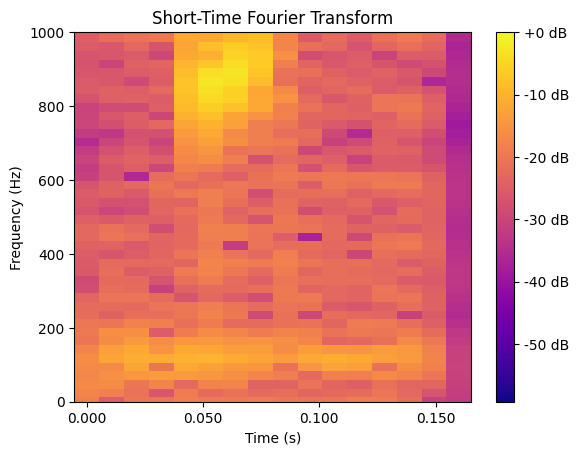 Short-Time Fourier Transform
1000
800
600
400
200
0
Frequency (Hz)
0.000
0.050
0.100
0.150
Time (s)
+0 dB
-10 dB
-20 dB
-30 dB
-40 dB
-50 dB